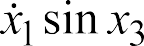 ẋ₁ sin x₃